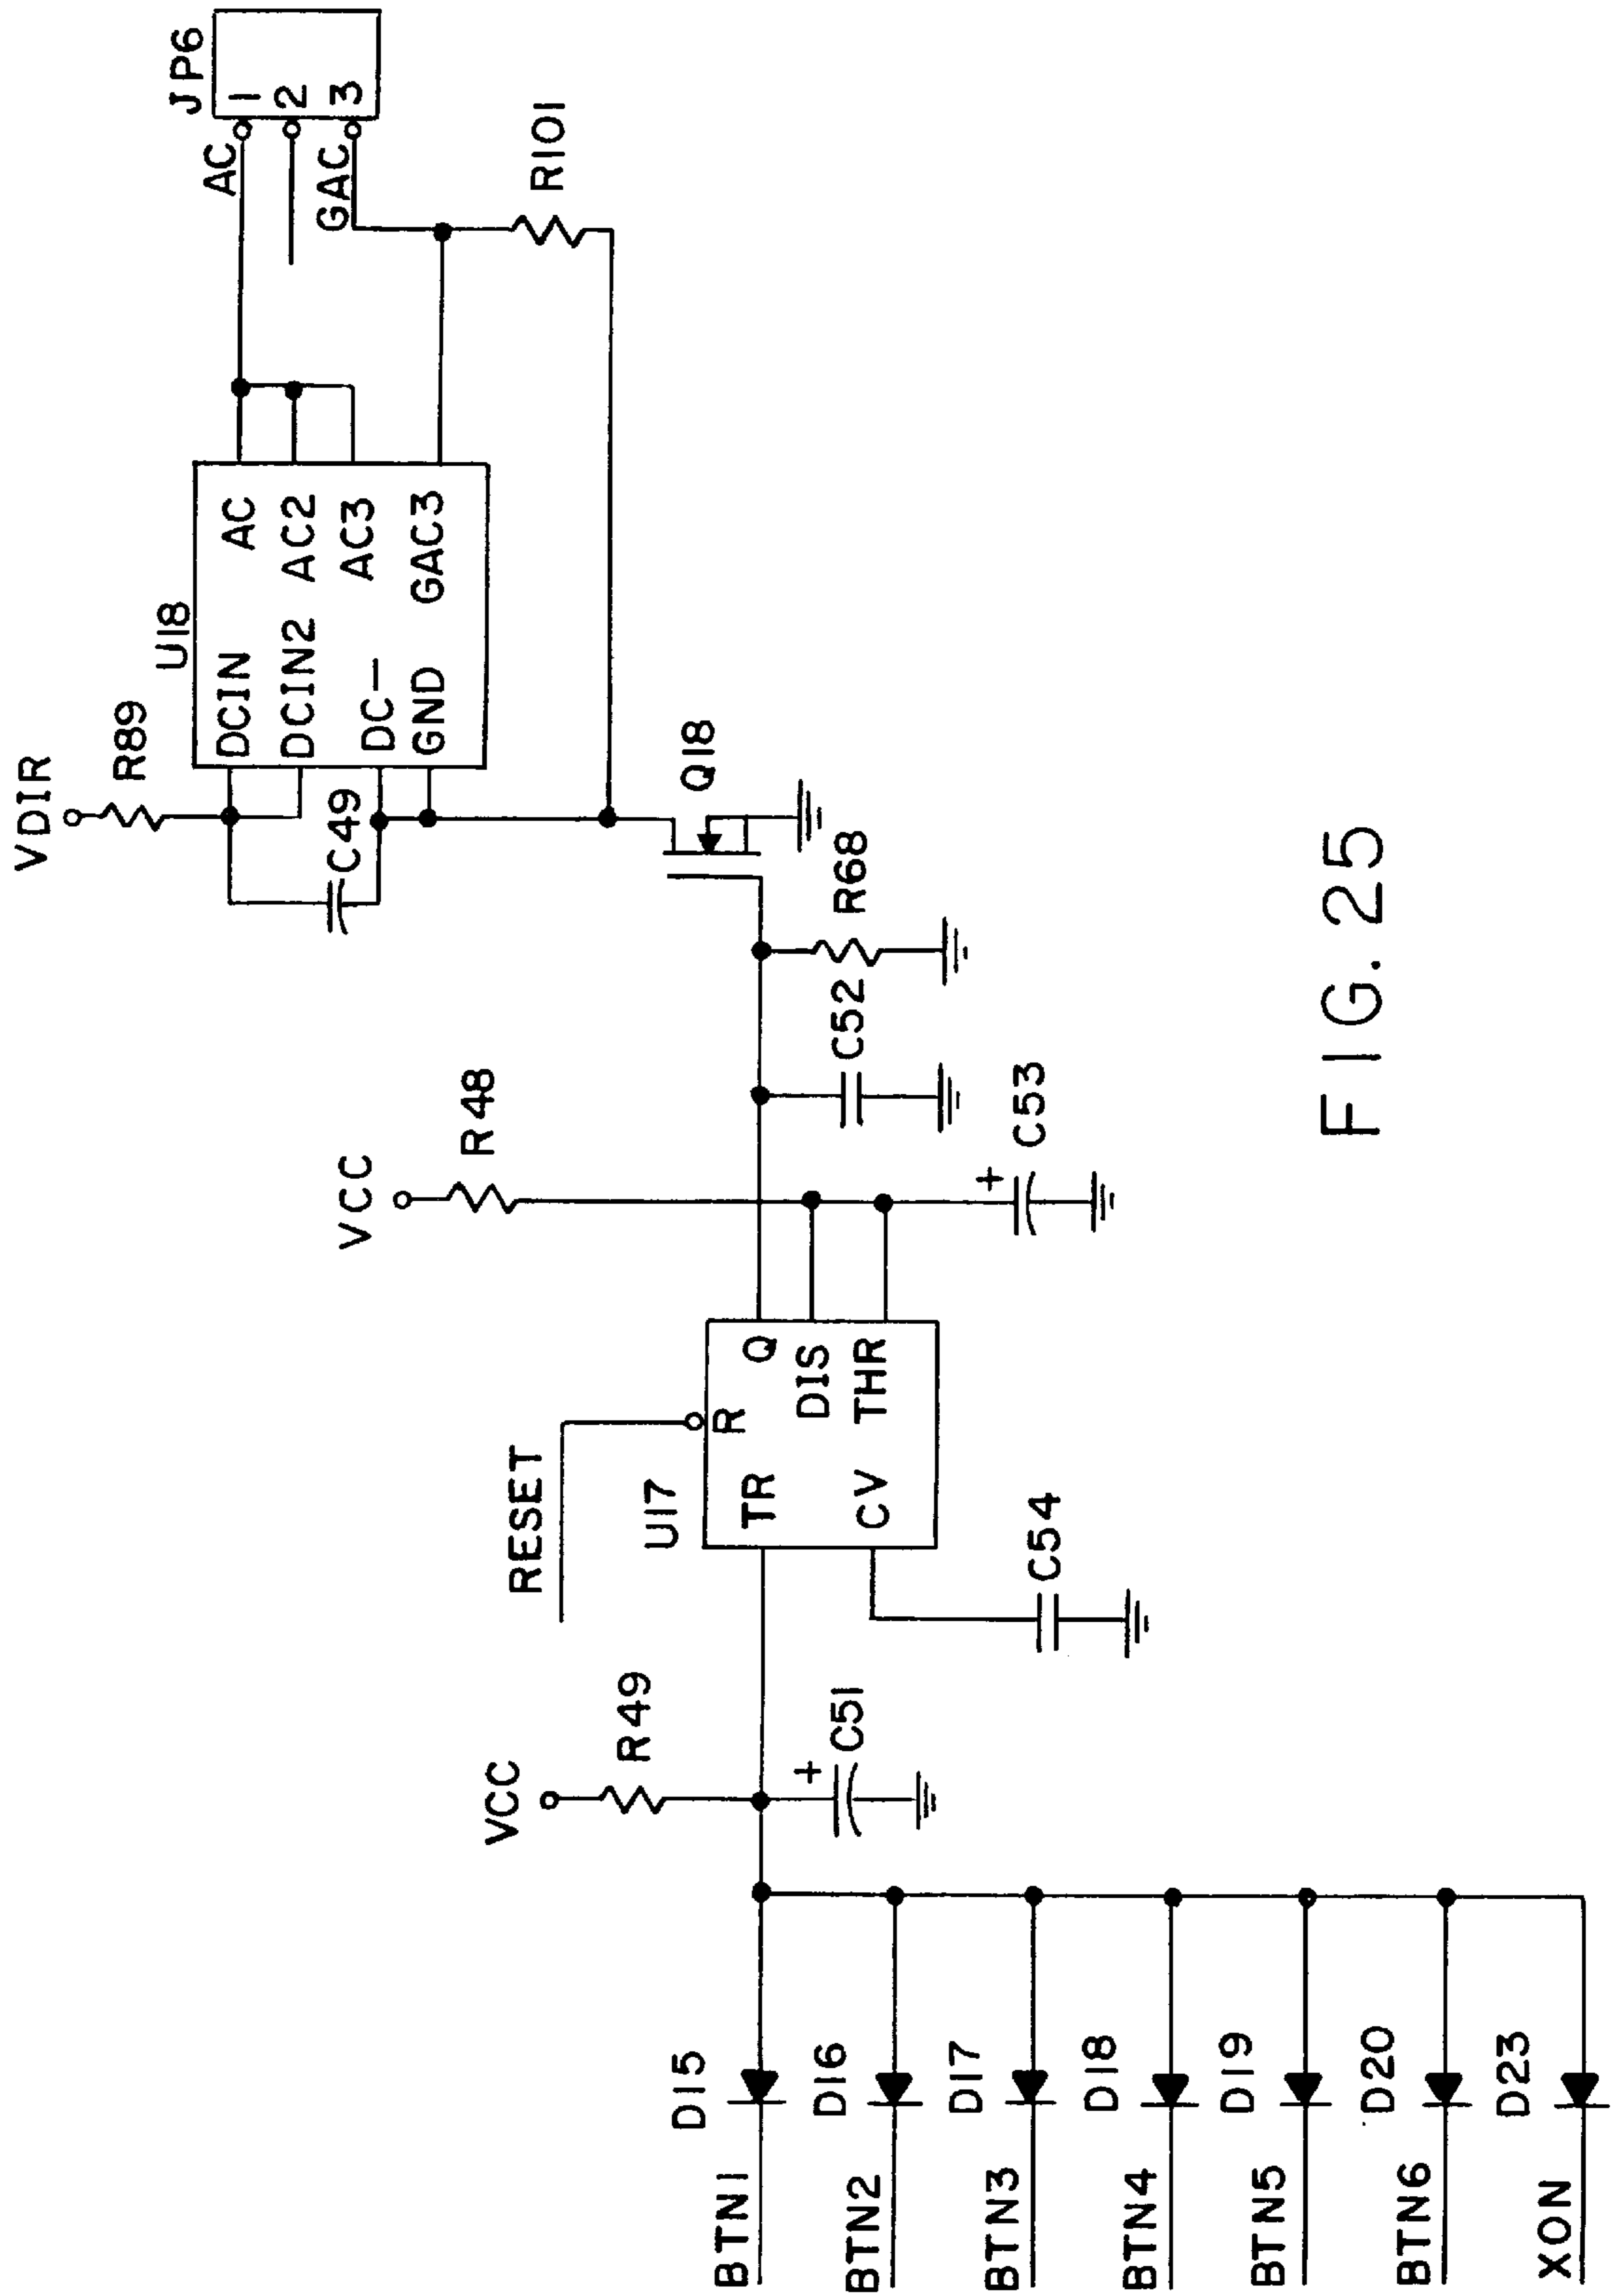 VDIR
R89
U18
DCIN AC
DCIN2 AC2
DC- AC3
GND GAC3
C49
JP6
AC
1
2
GAC
3
R101
Q18
R68
C52
VCC
R48
C53
RESET
U17
TR R Q
DIS
CV THR
C54
VCC
R49
C51
+
+
BTN1 D15
BTN2 D16
BTN3 D17
BTN4 D18
BTN5 D19
BTN6 D20
XON D23
FIG. 25